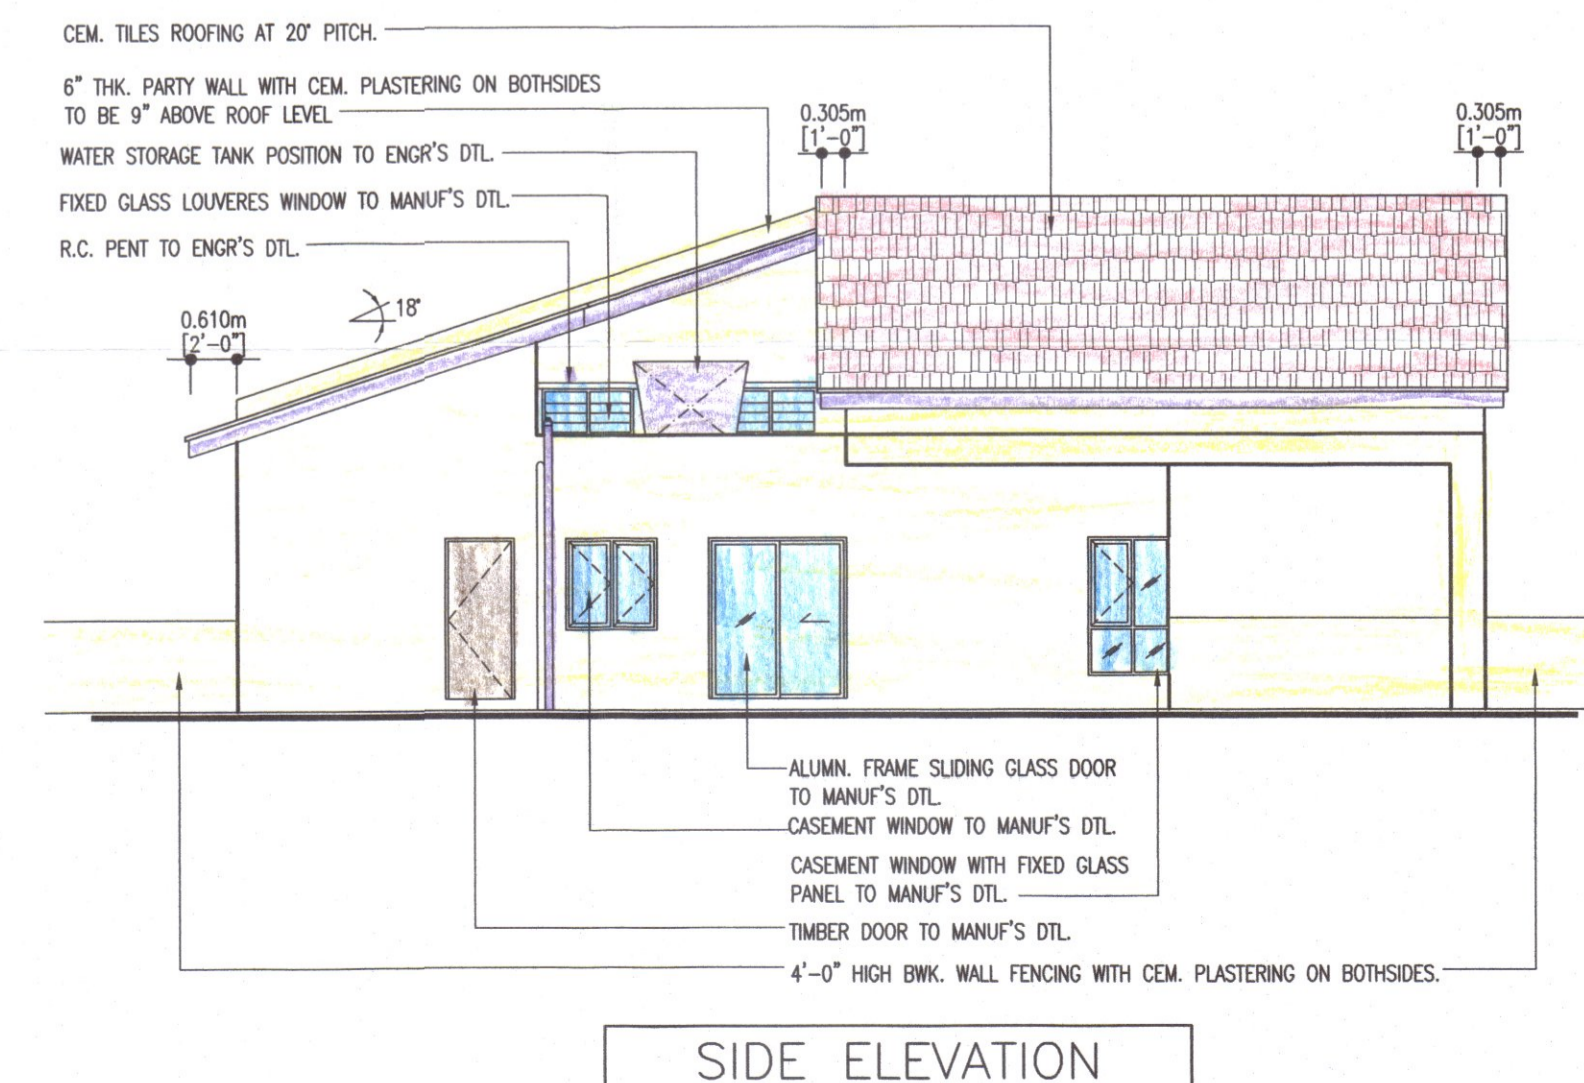 CEM. TILES ROOFING AT 20° PITCH.
6" THK. PARTY WALL WITH CEM. PLASTERING ON BOTHSIDES
TO BE 9" ABOVE ROOF LEVEL
WATER STORAGE TANK POSITION TO ENGR'S DTL.
FIXED GLASS LOUVERES WINDOW TO MANUF'S DTL.
R.C. PENT TO ENGR'S DTL.
0.305m
[1'-0"]
0.305m
[1'-0"]
18°
0.610m
[2'-0"]
ALUMN. FRAME SLIDING GLASS DOOR
TO MANUF'S DTL.
CASEMENT WINDOW TO MANUF'S DTL.
CASEMENT WINDOW WITH FIXED GLASS
PANEL TO MANUF'S DTL.
TIMBER DOOR TO MANUF'S DTL.
4'-0" HIGH BWK. WALL FENCING WITH CEM. PLASTERING ON BOTHSIDES.
SIDE ELEVATION